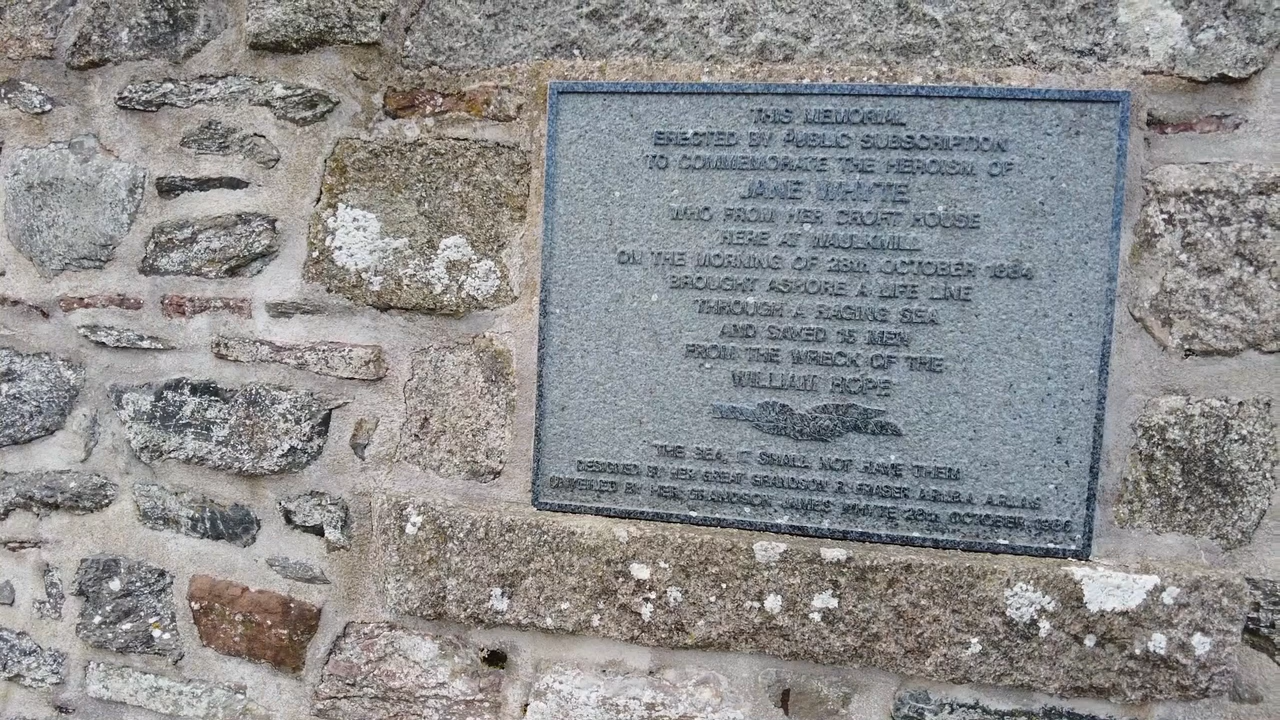 THIS MEMORIAL
ERECTED BY PUBLIC SUBSCRIPTION
TO COMMEMORATE THE HEROISM OF
JANE WHYTE
WHO FROM HER CROFT HOUSE
HERE AT WAULKMILL
ON THE MORNING OF 28TH OCTOBER 1884
BROUGHT ASHORE A LIFE LINE
THROUGH A RAGING SEA
AND SAVED 15 MEN
FROM THE WRECK OF THE
WILLIAM HOPE
THE SEA, IT SHALL NOT HAVE THEM
DESIGNED BY HER GREAT GRANDSON R. FRASER A.R.I.B.A. A.R.I.A.S.
UNVEILED BY HER GRANDSON JAMES WHYTE 28TH OCTOBER